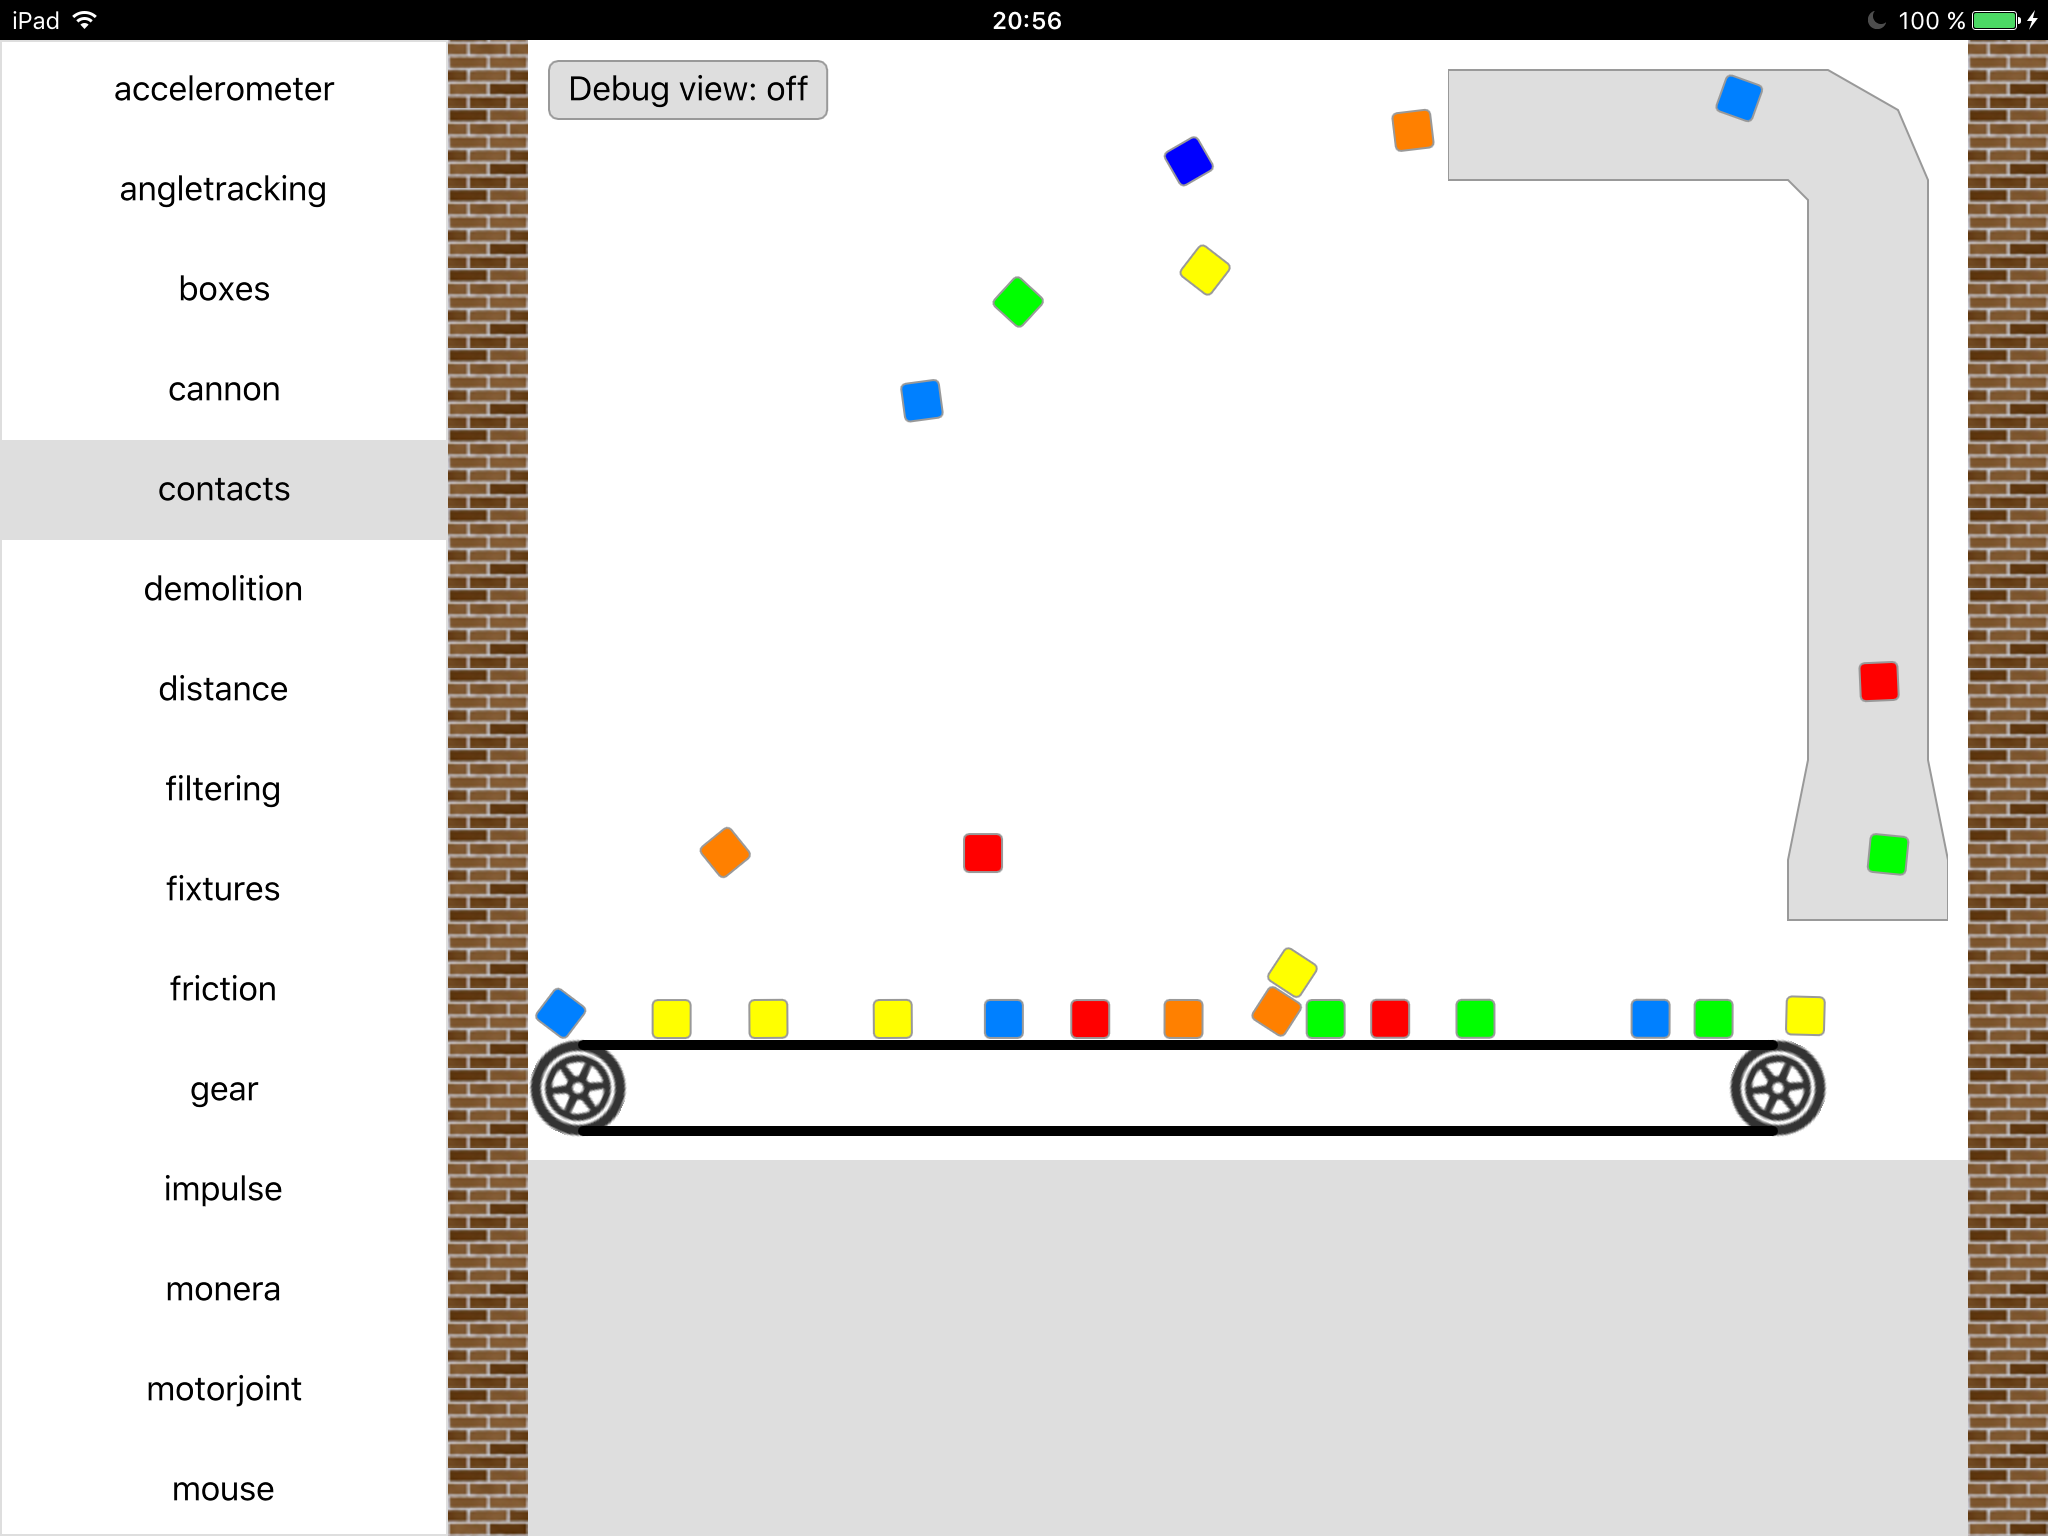 iPad 20:56 100 %
Debug view: off
accelerometer
angletracking
boxes
cannon
contacts
demolition
distance
filtering
fixtures
friction
gear
impulse
monera
motorjoint
mouse